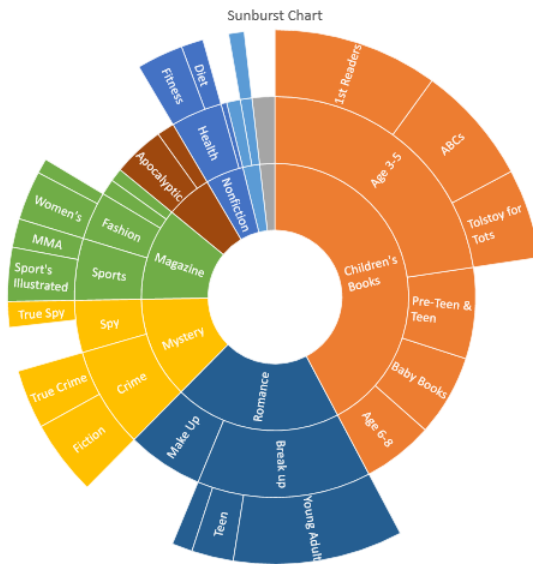 Sunburst Chart
1st Readers
ABCs
Tolstoy for
Tots
Age 3-5
Children's
Books
Pre-Teen &
Teen
Baby Books
Age 6-8
Romance
Break up
Young Adult
Teen
Make Up
Mystery
Crime
Fiction
True Crime
Spy
True Spy
Magazine
Sports
Sport's
Illustrated
MMA
Fashion
Women's
Apocalyptic
Nonfiction
Health
Fitness
Diet